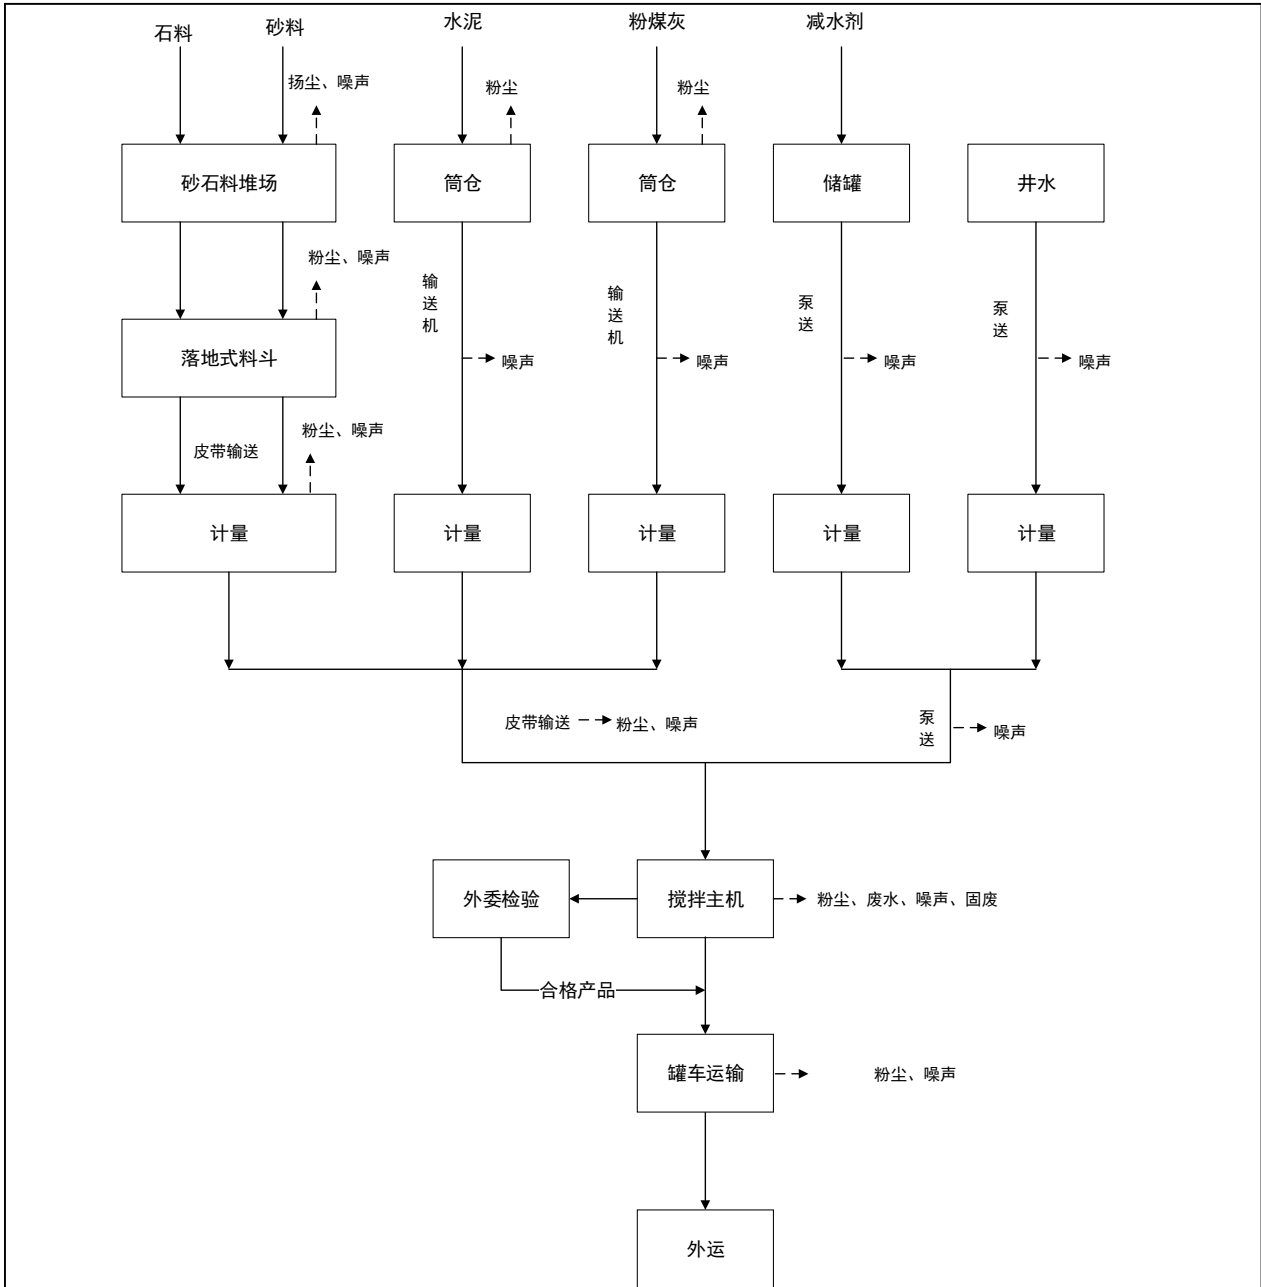 石料
砂料
水泥
粉煤灰
减水剂
扬尘、噪声
粉尘
粉尘
砂石料堆场
筒仓
筒仓
储罐
井水
粉尘、噪声
输送机
输送机
泵送
泵送
落地式料斗
噪声
噪声
噪声
噪声
皮带输送
粉尘、噪声
计量
计量
计量
计量
计量
皮带输送
粉尘、噪声
泵送
噪声
外委检验
搅拌主机
粉尘、废水、噪声、固废
合格产品
罐车运输
粉尘、噪声
外运